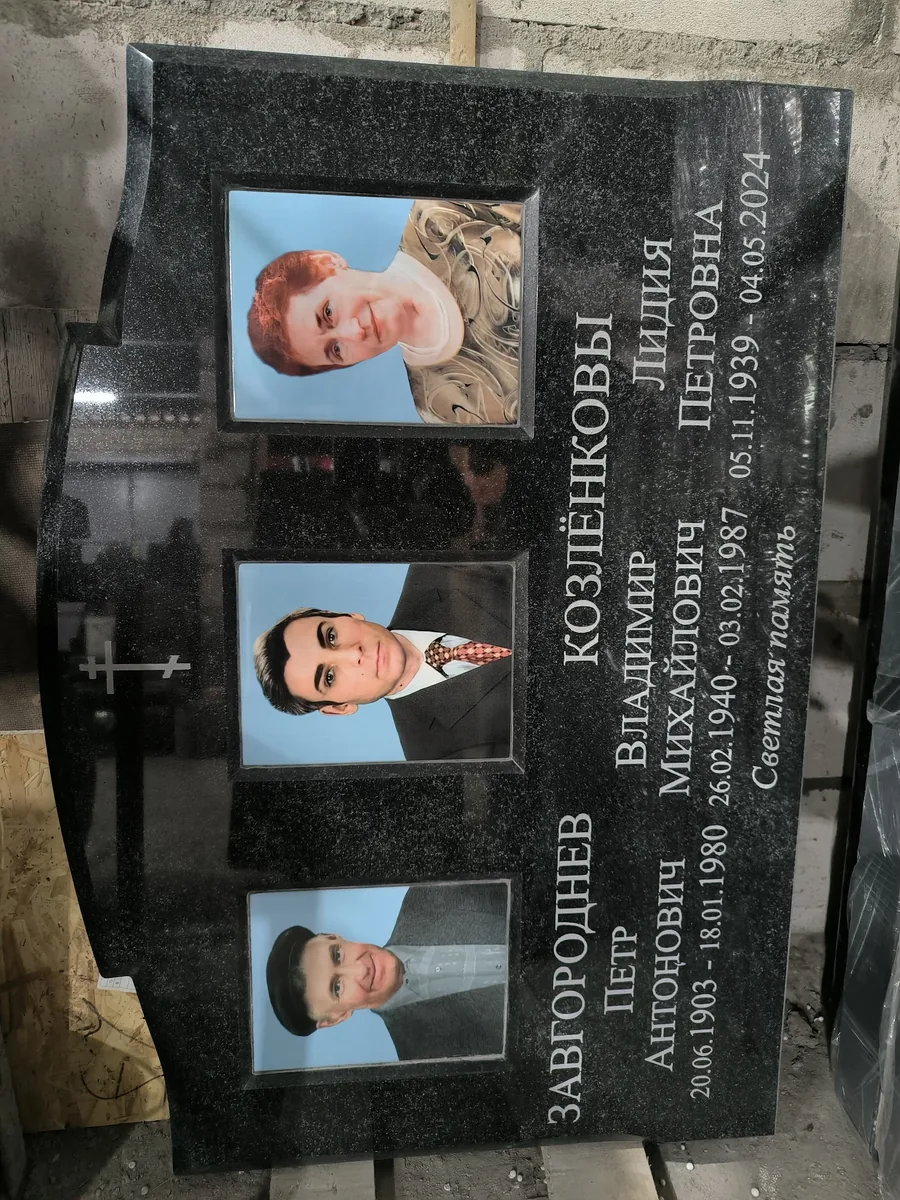 ЗАВГОРОДНЕВ
ПЕТР
АНТОНОВИЧ
20.06.1903 - 18.01.1980
КОЗЛЁНКОВЫ
ВЛАДИМИР
МИХАЙЛОВИЧ
26.02.1940 - 03.02.1987
ЛИДИЯ
ПЕТРОВНА
05.11.1939 - 04.05.2024
Светлая память